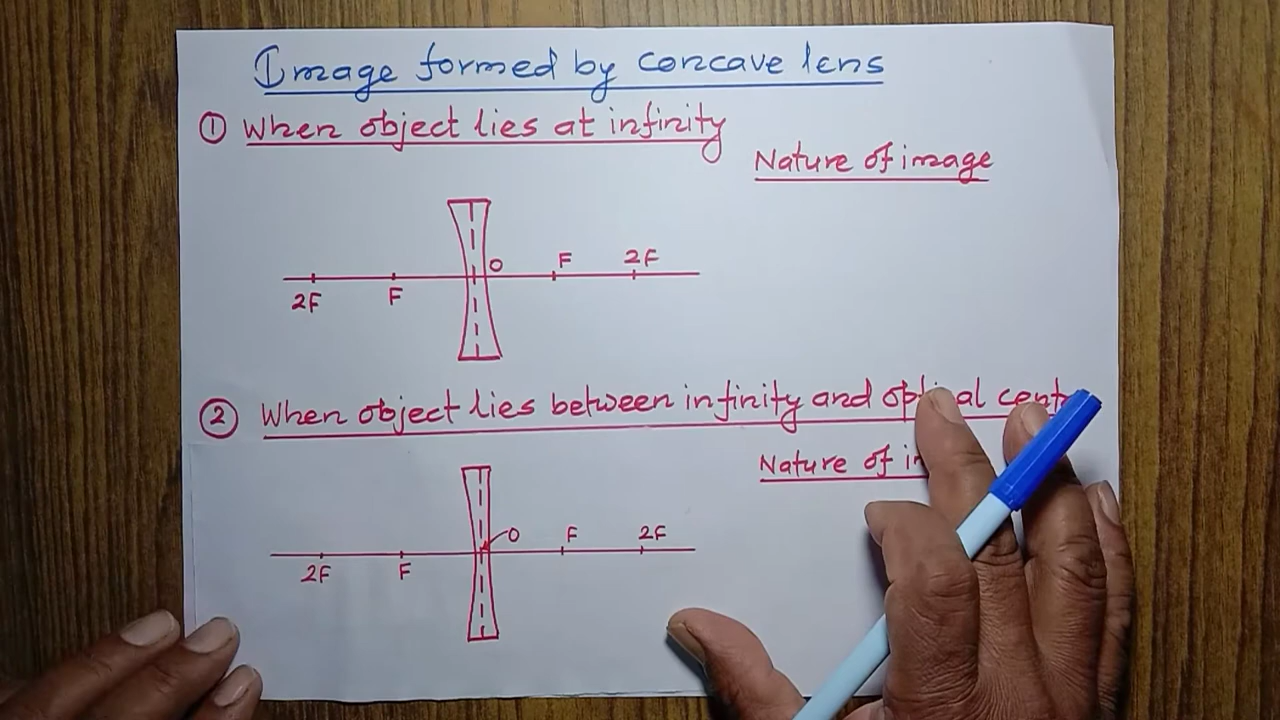 Image formed by concave lens
① When object lies at infinity
Nature of image
O F 2F
2F F
② When object lies between infinity and
Nature of
O F 2F
2F F